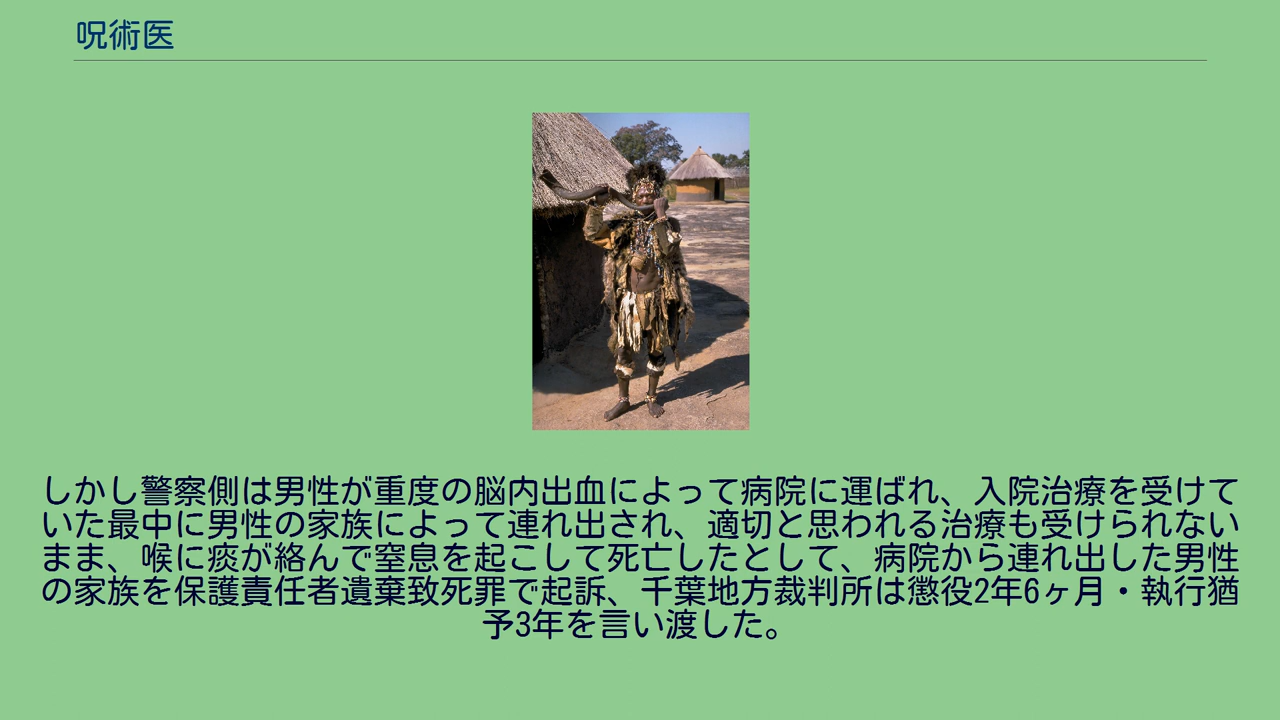 呪術医
しかし警察側は男性が重度の脳内出血によって病院に運ばれ、入院治療を受けて
いた最中に男性の家族によって連れ出され、適切と思われる治療も受けられない
まま、喉に痰が絡んで窒息を起こして死亡したとして、病院から連れ出した男性
の家族を保護責任者遺棄致死罪で起訴、千葉地方裁判所は懲役2年6ヶ月・執行猶
予3年を言い渡した。